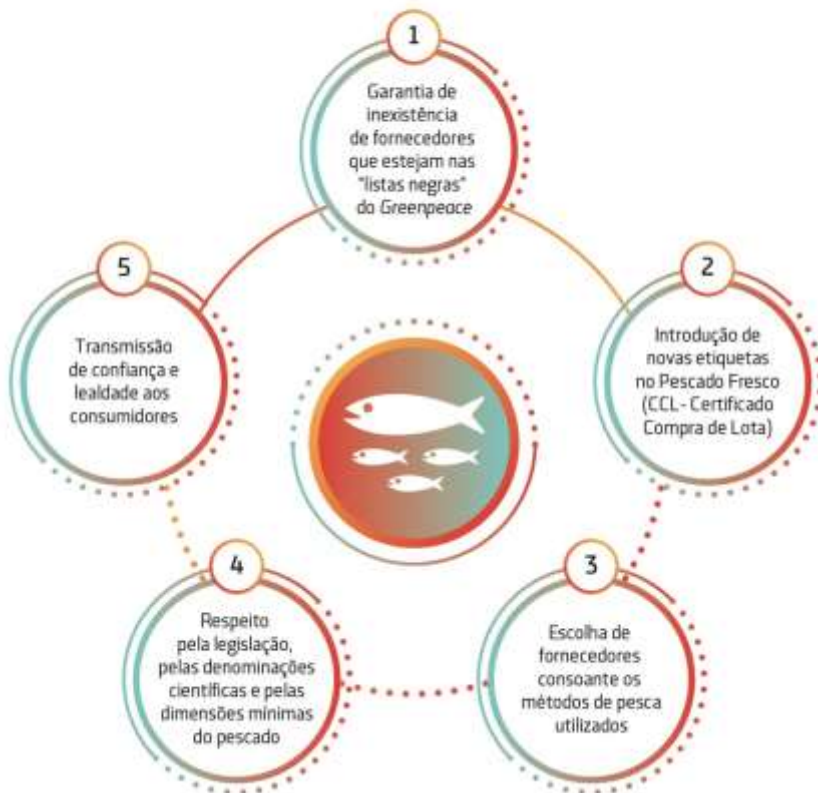 1
Garantia de
inexistência
de fornecedores
que estejam nas
"listas negras"
do Greenpeace
2
Introdução de
novas etiquetas
no Pescado Fresco
(CCL - Certificado
Compra de Lota)
3
Escolha de
fornecedores
consoante os
métodos de pesca
utilizados
4
Respeito
pela legislação,
pelas denominações
científicas e pelas
dimensões mínimas
do pescado
5
Transmissão
de confiança e
lealdade aos
consumidores